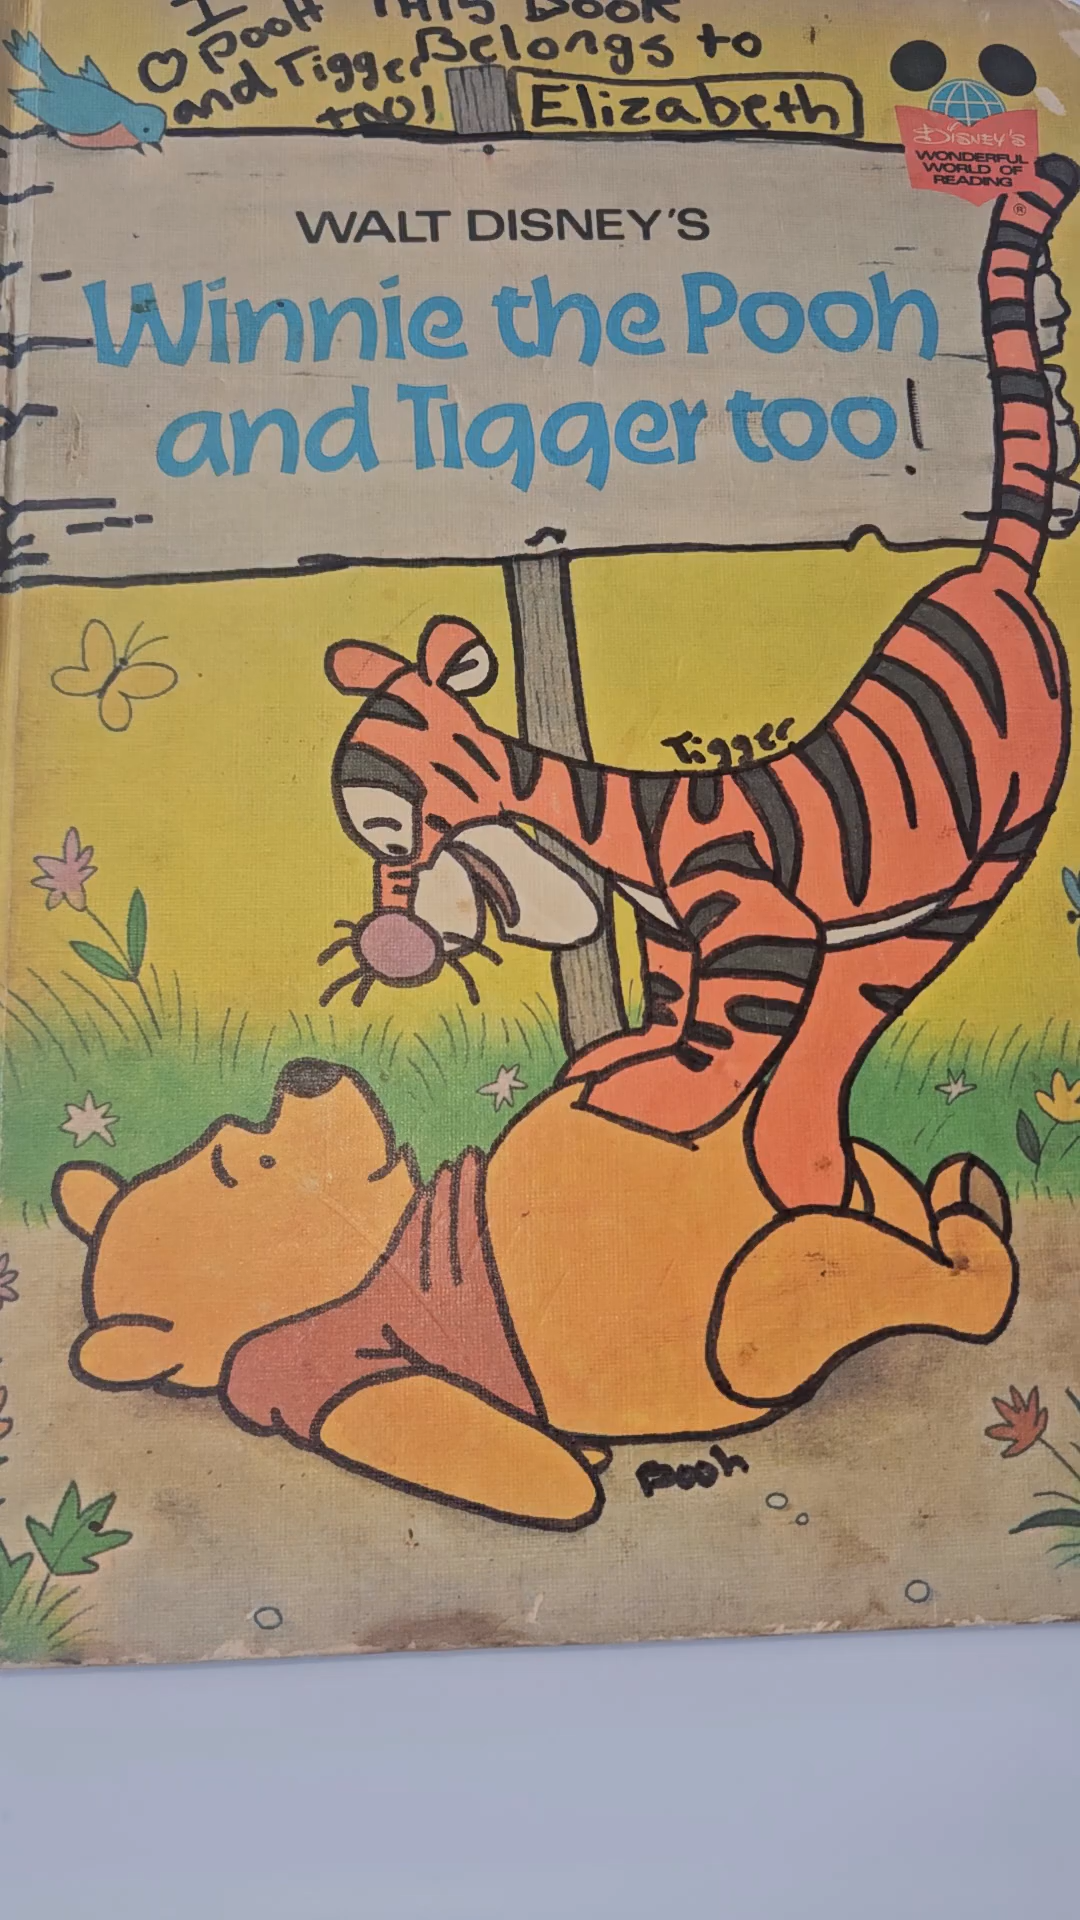 I THIS BOOK
♡ Pooh Belongs to
and Tigger Elizabeth
too!
DISNEY'S
WONDERFUL
WORLD OF
READING
®
WALT DISNEY'S
Winnie the Pooh
and Tigger too!
Tigger
Pooh